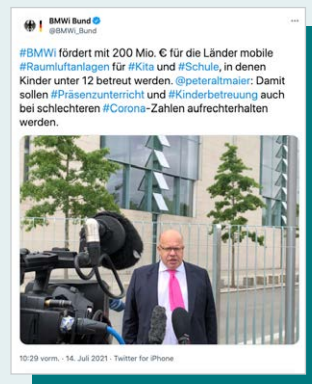 BMWi Bund
@BMWi_Bund
#BMWi fördert mit 200 Mio. € für die Länder mobile
#Raumluftanlagen für #Kita und #Schule, in denen
Kinder unter 12 betreut werden. @peteraltmaier: Damit
sollen #Präsenzunterricht und #Kinderbetreuung auch
bei schlechteren #Corona-Zahlen aufrechterhalten
werden.
10:29 vorm. · 14. Juli 2021 · Twitter for iPhone